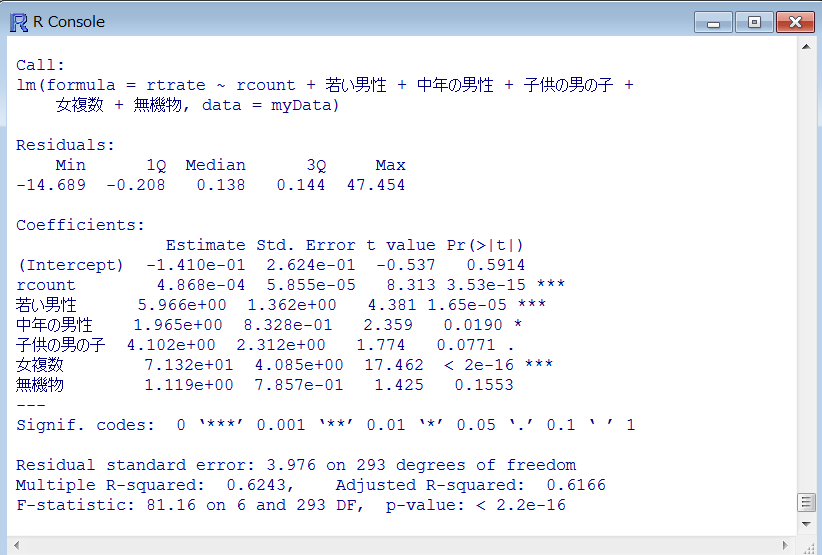 R Console
Call:
lm(formula = rtrate ~ rcount + 若い男性 + 中年の男性 + 子供の男の子 +
    女複数 + 無機物, data = myData)
Residuals:
    Min      1Q  Median      3Q     Max
-14.689  -0.208   0.138   0.144  47.454
Coefficients:
               Estimate Std. Error t value Pr(>|t|)
(Intercept)  -1.410e-01  2.624e-01  -0.537   0.5914
rcount        4.868e-04  5.855e-05   8.313 3.53e-15 ***
若い男性      5.966e+00  1.362e+00   4.381 1.65e-05 ***
中年の男性    1.965e+00  8.328e-01   2.359   0.0190 *
子供の男の子  4.102e+00  2.312e+00   1.774   0.0771 .
女複数        7.132e+01  4.085e+00  17.462  < 2e-16 ***
無機物        1.119e+00  7.857e-01   1.425   0.1553
---
Signif. codes:  0 ‘***’ 0.001 ‘**’ 0.01 ‘*’ 0.05 ‘.’ 0.1 ‘ ’ 1
Residual standard error: 3.976 on 293 degrees of freedom
Multiple R-squared:  0.6243,    Adjusted R-squared:  0.6166
F-statistic: 81.16 on 6 and 293 DF,  p-value: < 2.2e-16